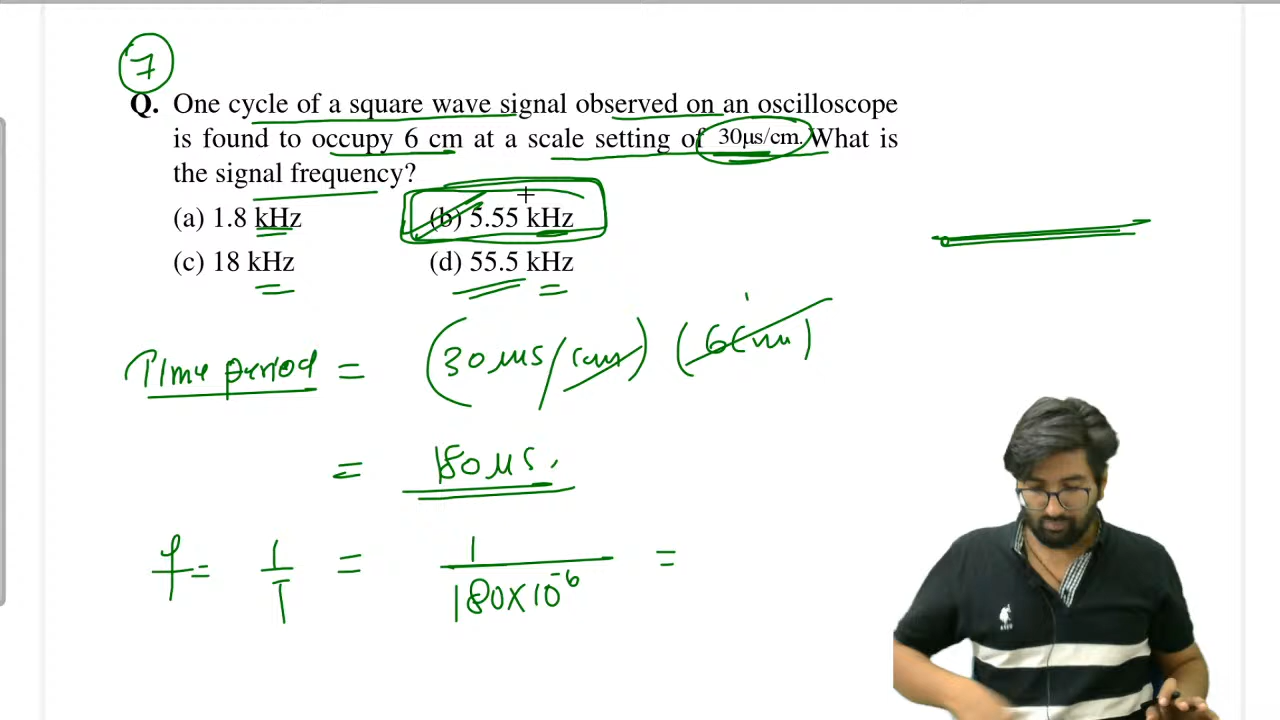 7
Q. One cycle of a square wave signal observed on an oscilloscope
is found to occupy 6 cm at a scale setting of 30μs/cm. What is
the signal frequency?
(a) 1.8 kHz (b) 5.55 kHz
(c) 18 kHz (d) 55.5 kHz
Time period = (30 μs/cm) (6 cm)
= 180 μs.
f = 1/T = 1/180×10⁻⁶ =